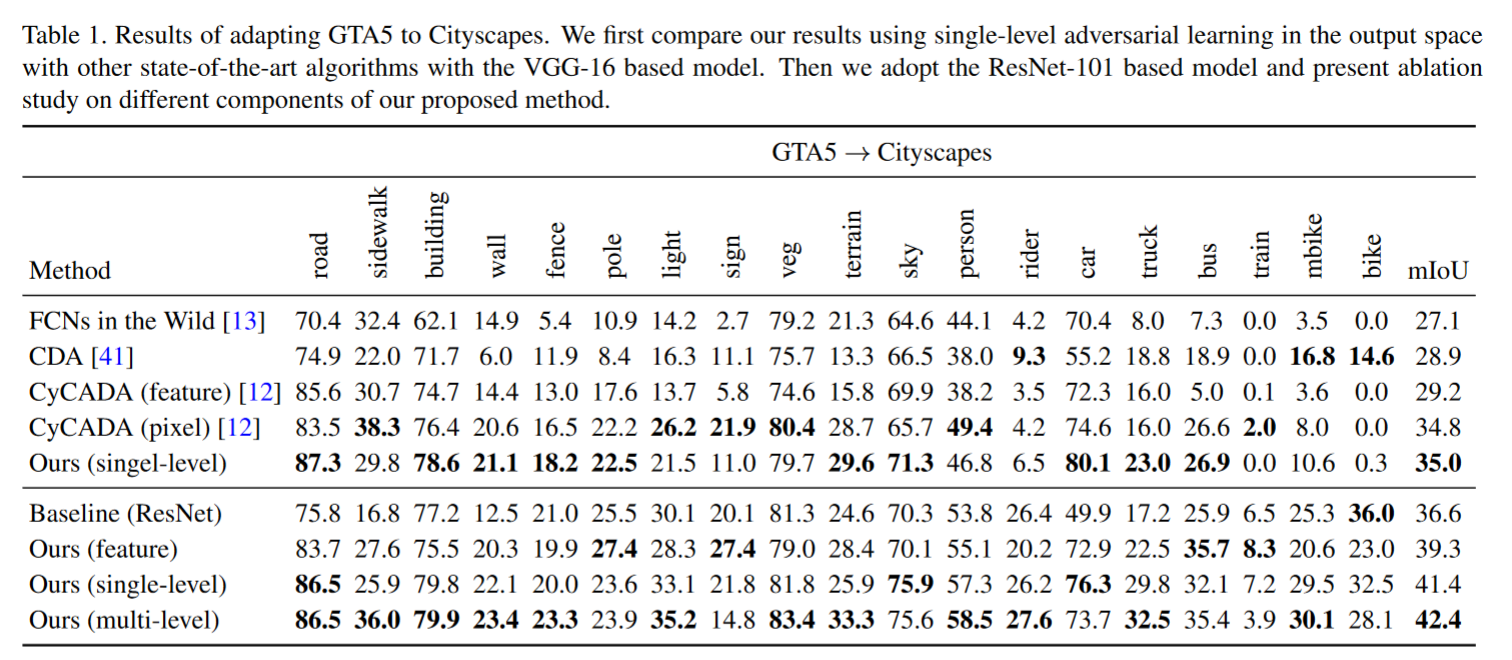 Table 1. Results of adapting GTA5 to Cityscapes. We first compare our results using single-level adversarial learning in the output space
with other state-of-the-art algorithms with the VGG-16 based model. Then we adopt the ResNet-101 based model and present ablation
study on different components of our proposed method.
GTA5 → Cityscapes
Method road sidewalk building wall fence pole light sign veg terrain sky person rider car truck bus train mbike bike mIoU
FCNs in the Wild [13] 70.4 32.4 62.1 14.9 5.4 10.9 14.2 2.7 79.2 21.3 64.6 44.1 4.2 70.4 8.0 7.3 0.0 3.5 0.0 27.1
CDA [41] 74.9 22.0 71.7 6.0 11.9 8.4 16.3 11.1 75.7 13.3 66.5 38.0 9.3 55.2 18.8 18.9 0.0 16.8 14.6 28.9
CyCADA (feature) [12] 85.6 30.7 74.7 14.4 13.0 17.6 13.7 5.8 74.6 15.8 69.9 38.2 3.5 72.3 16.0 5.0 0.1 3.6 0.0 29.2
CyCADA (pixel) [12] 83.5 38.3 76.4 20.6 16.5 22.2 26.2 21.9 80.4 28.7 65.7 49.4 4.2 74.6 16.0 26.6 2.0 8.0 0.0 34.8
Ours (singel-level) 87.3 29.8 78.6 21.1 18.2 22.5 21.5 11.0 79.7 29.6 71.3 46.8 6.5 80.1 23.0 26.9 0.0 10.6 0.3 35.0
Baseline (ResNet) 75.8 16.8 77.2 12.5 21.0 25.5 30.1 20.1 81.3 24.6 70.3 53.8 26.4 49.9 17.2 25.9 6.5 25.3 36.0 36.6
Ours (feature) 83.7 27.6 75.5 20.3 19.9 27.4 28.3 27.4 79.0 28.4 70.1 55.1 20.2 72.9 22.5 35.7 8.3 20.6 23.0 39.3
Ours (single-level) 86.5 25.9 79.8 22.1 20.0 23.6 33.1 21.8 81.8 25.9 75.9 57.3 26.2 76.3 29.8 32.1 7.2 29.5 32.5 41.4
Ours (multi-level) 86.5 36.0 79.9 23.4 23.3 23.9 35.2 14.8 83.4 33.3 75.6 58.5 27.6 73.7 32.5 35.4 3.9 30.1 28.1 42.4